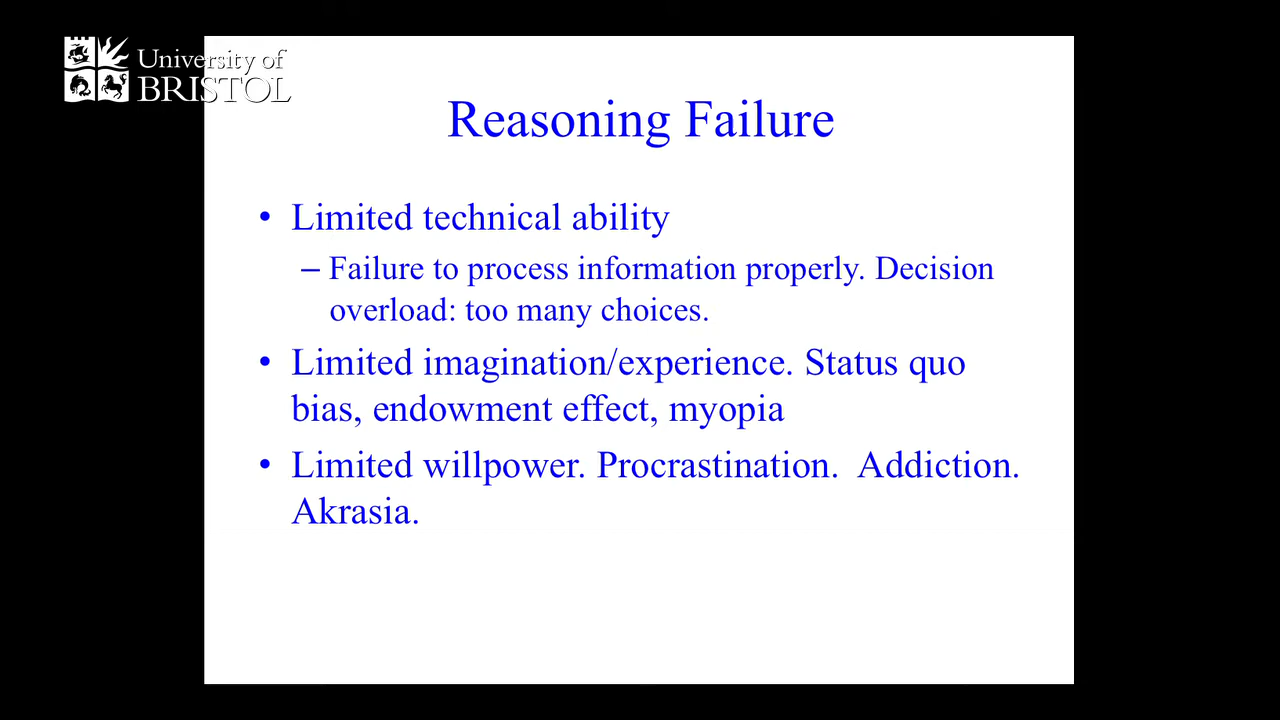 University of
BRISTOL
Reasoning Failure
• Limited technical ability
– Failure to process information properly. Decision
overload: too many choices.
• Limited imagination/experience. Status quo
bias, endowment effect, myopia
• Limited willpower. Procrastination.  Addiction.
Akrasia.